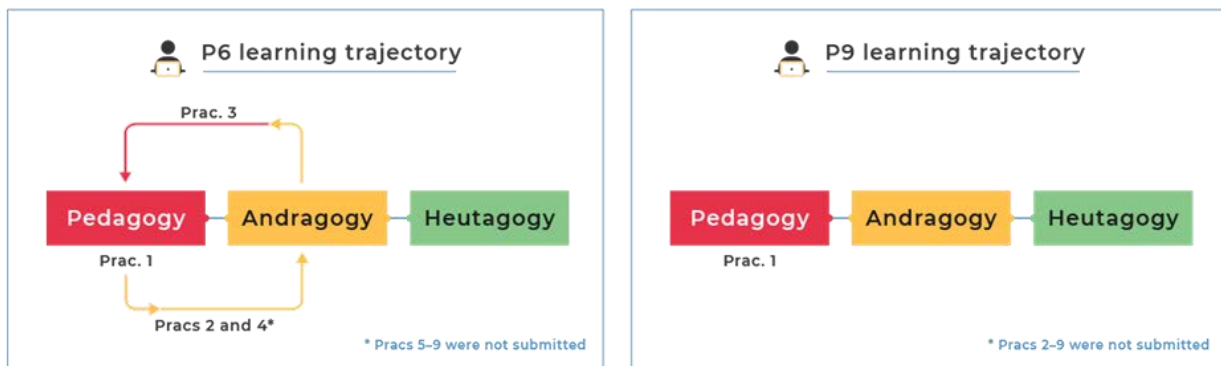 P6 learning trajectory
Prac. 3
Pedagogy Andragogy Heutagogy
Prac. 1
Pracs 2 and 4*
* Pracs 5–9 were not submitted
P9 learning trajectory
Pedagogy Andragogy Heutagogy
Prac. 1
* Pracs 2–9 were not submitted